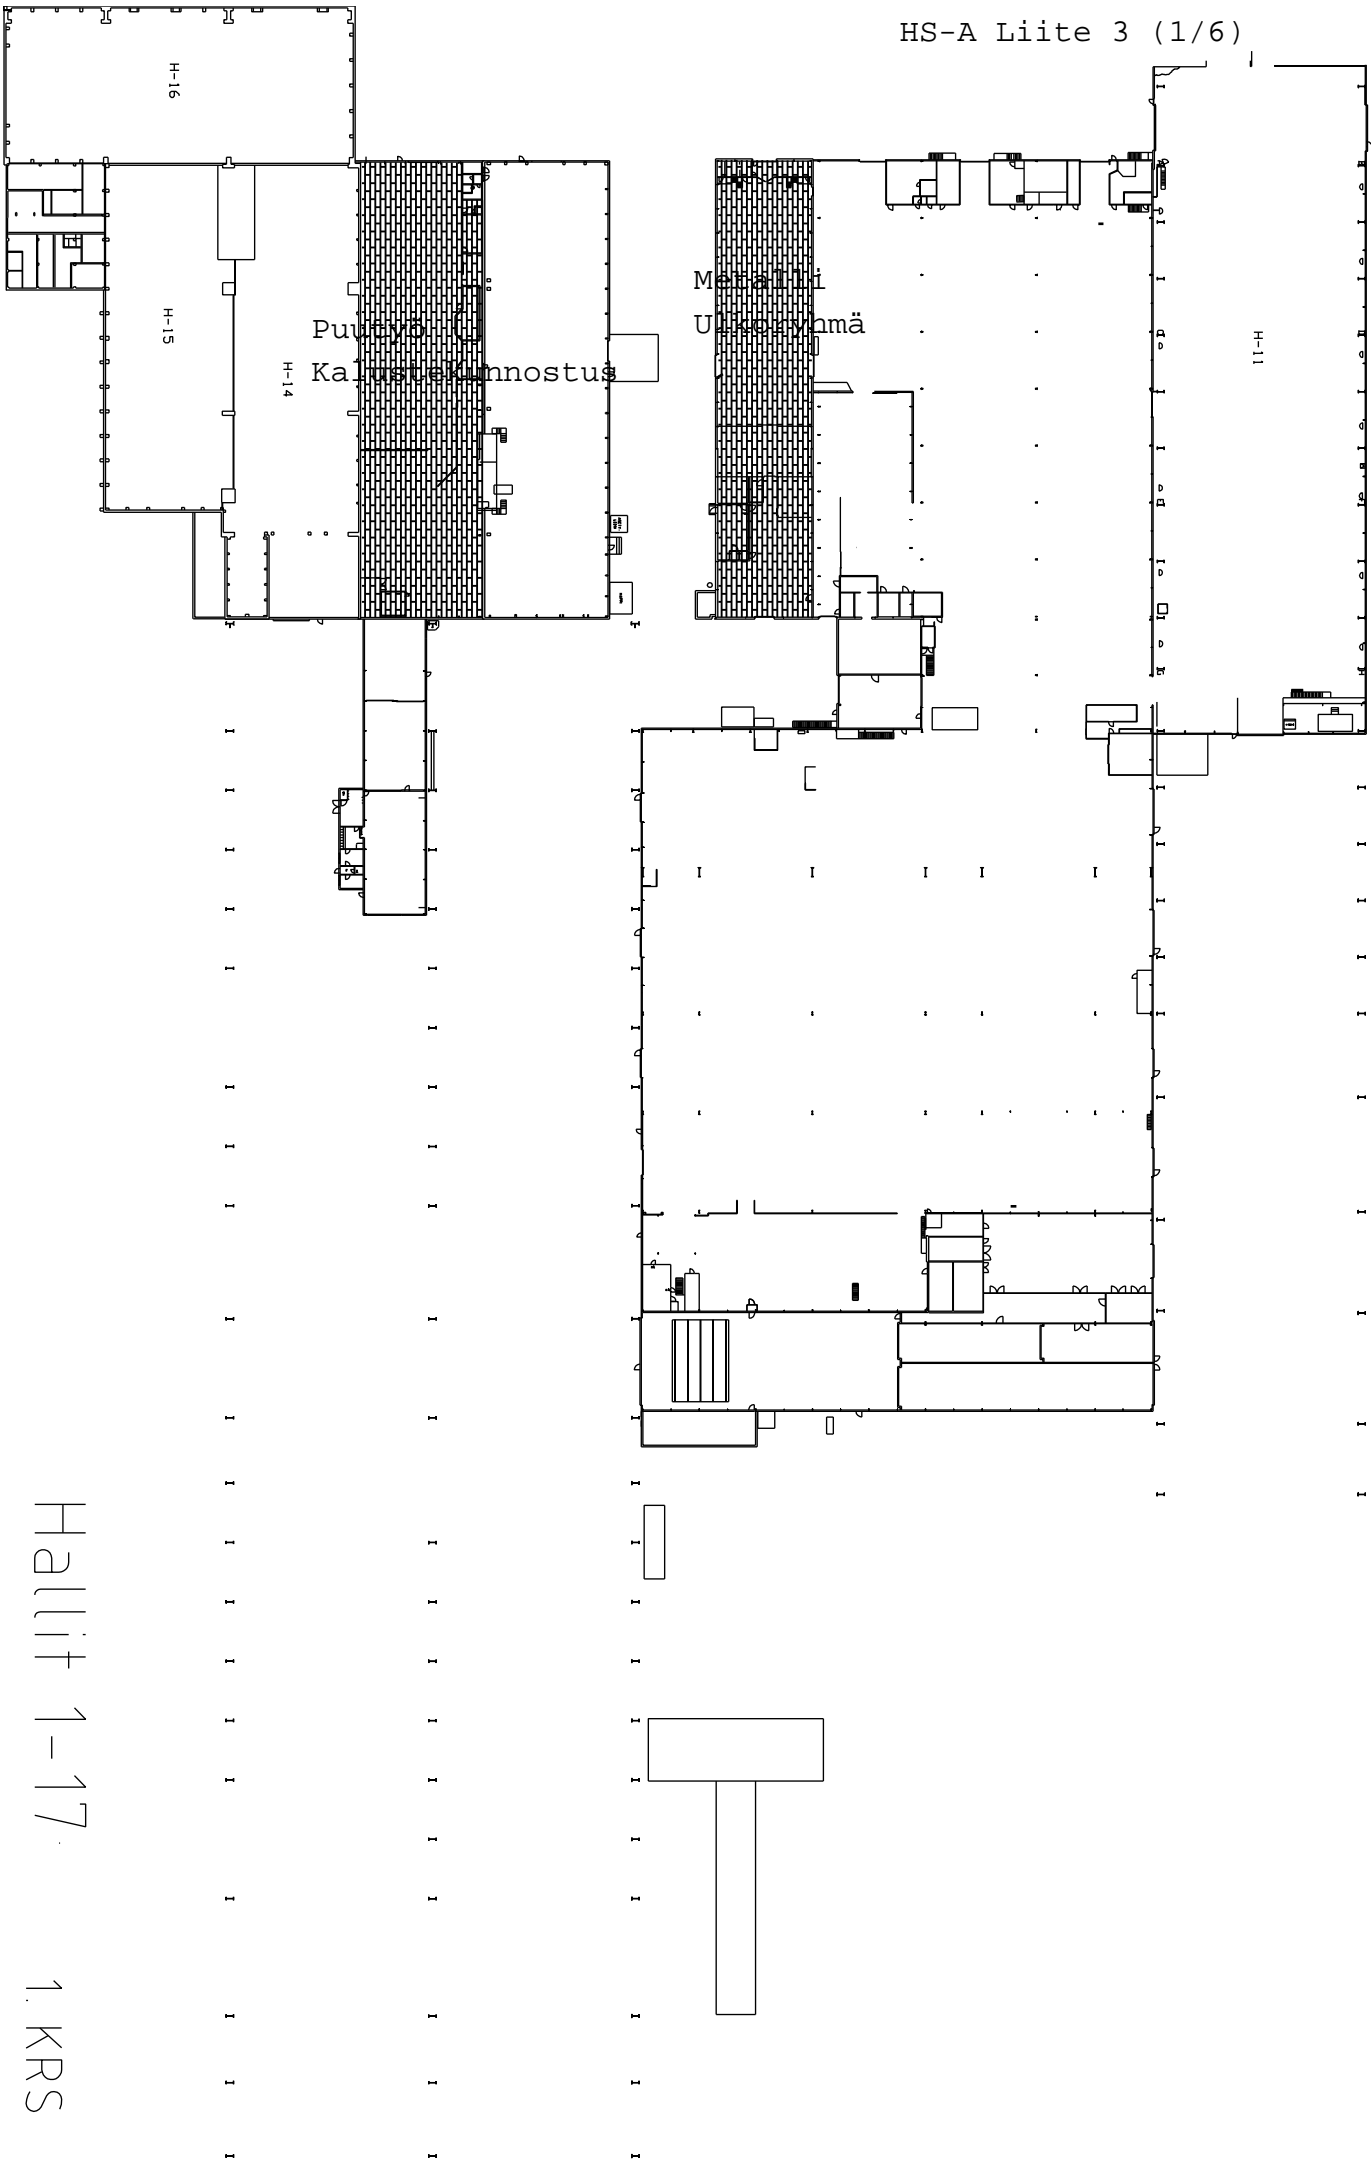 HS-A Liite 3 (1/6)
H-16
Metalli
Ulkoryhmä
Puutyö
Kalustekunnostus
H-15
H-14
H-11
Hallit 1-17
1. KRS